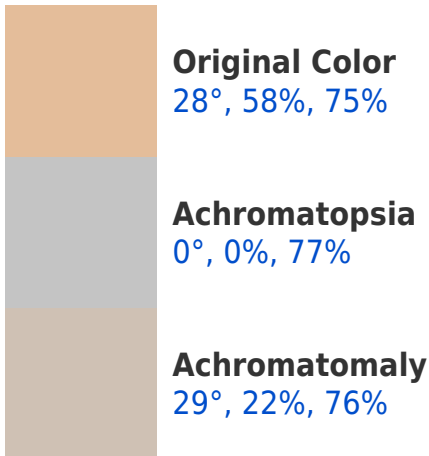 Original Color
28°, 58%, 75%
Achromatopsia
0°, 0%, 77%
Achromatomaly
29°, 22%, 76%